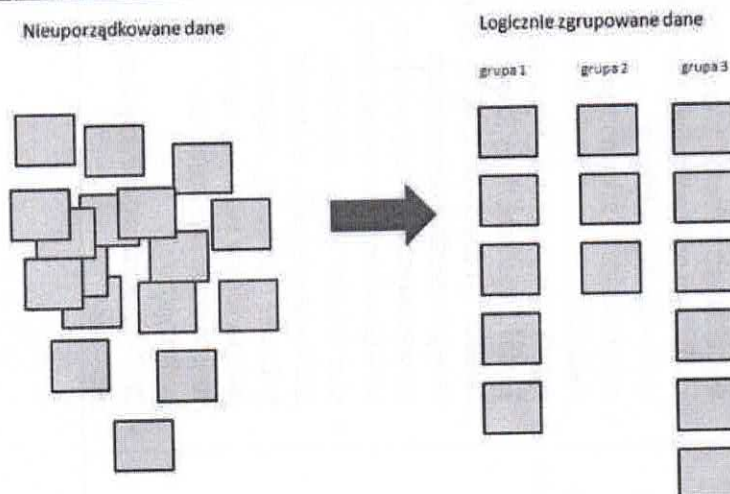 Nieuporządkowane dane
Logicznie zgrupowane dane
grupa 1
grupa 2
grupa 3